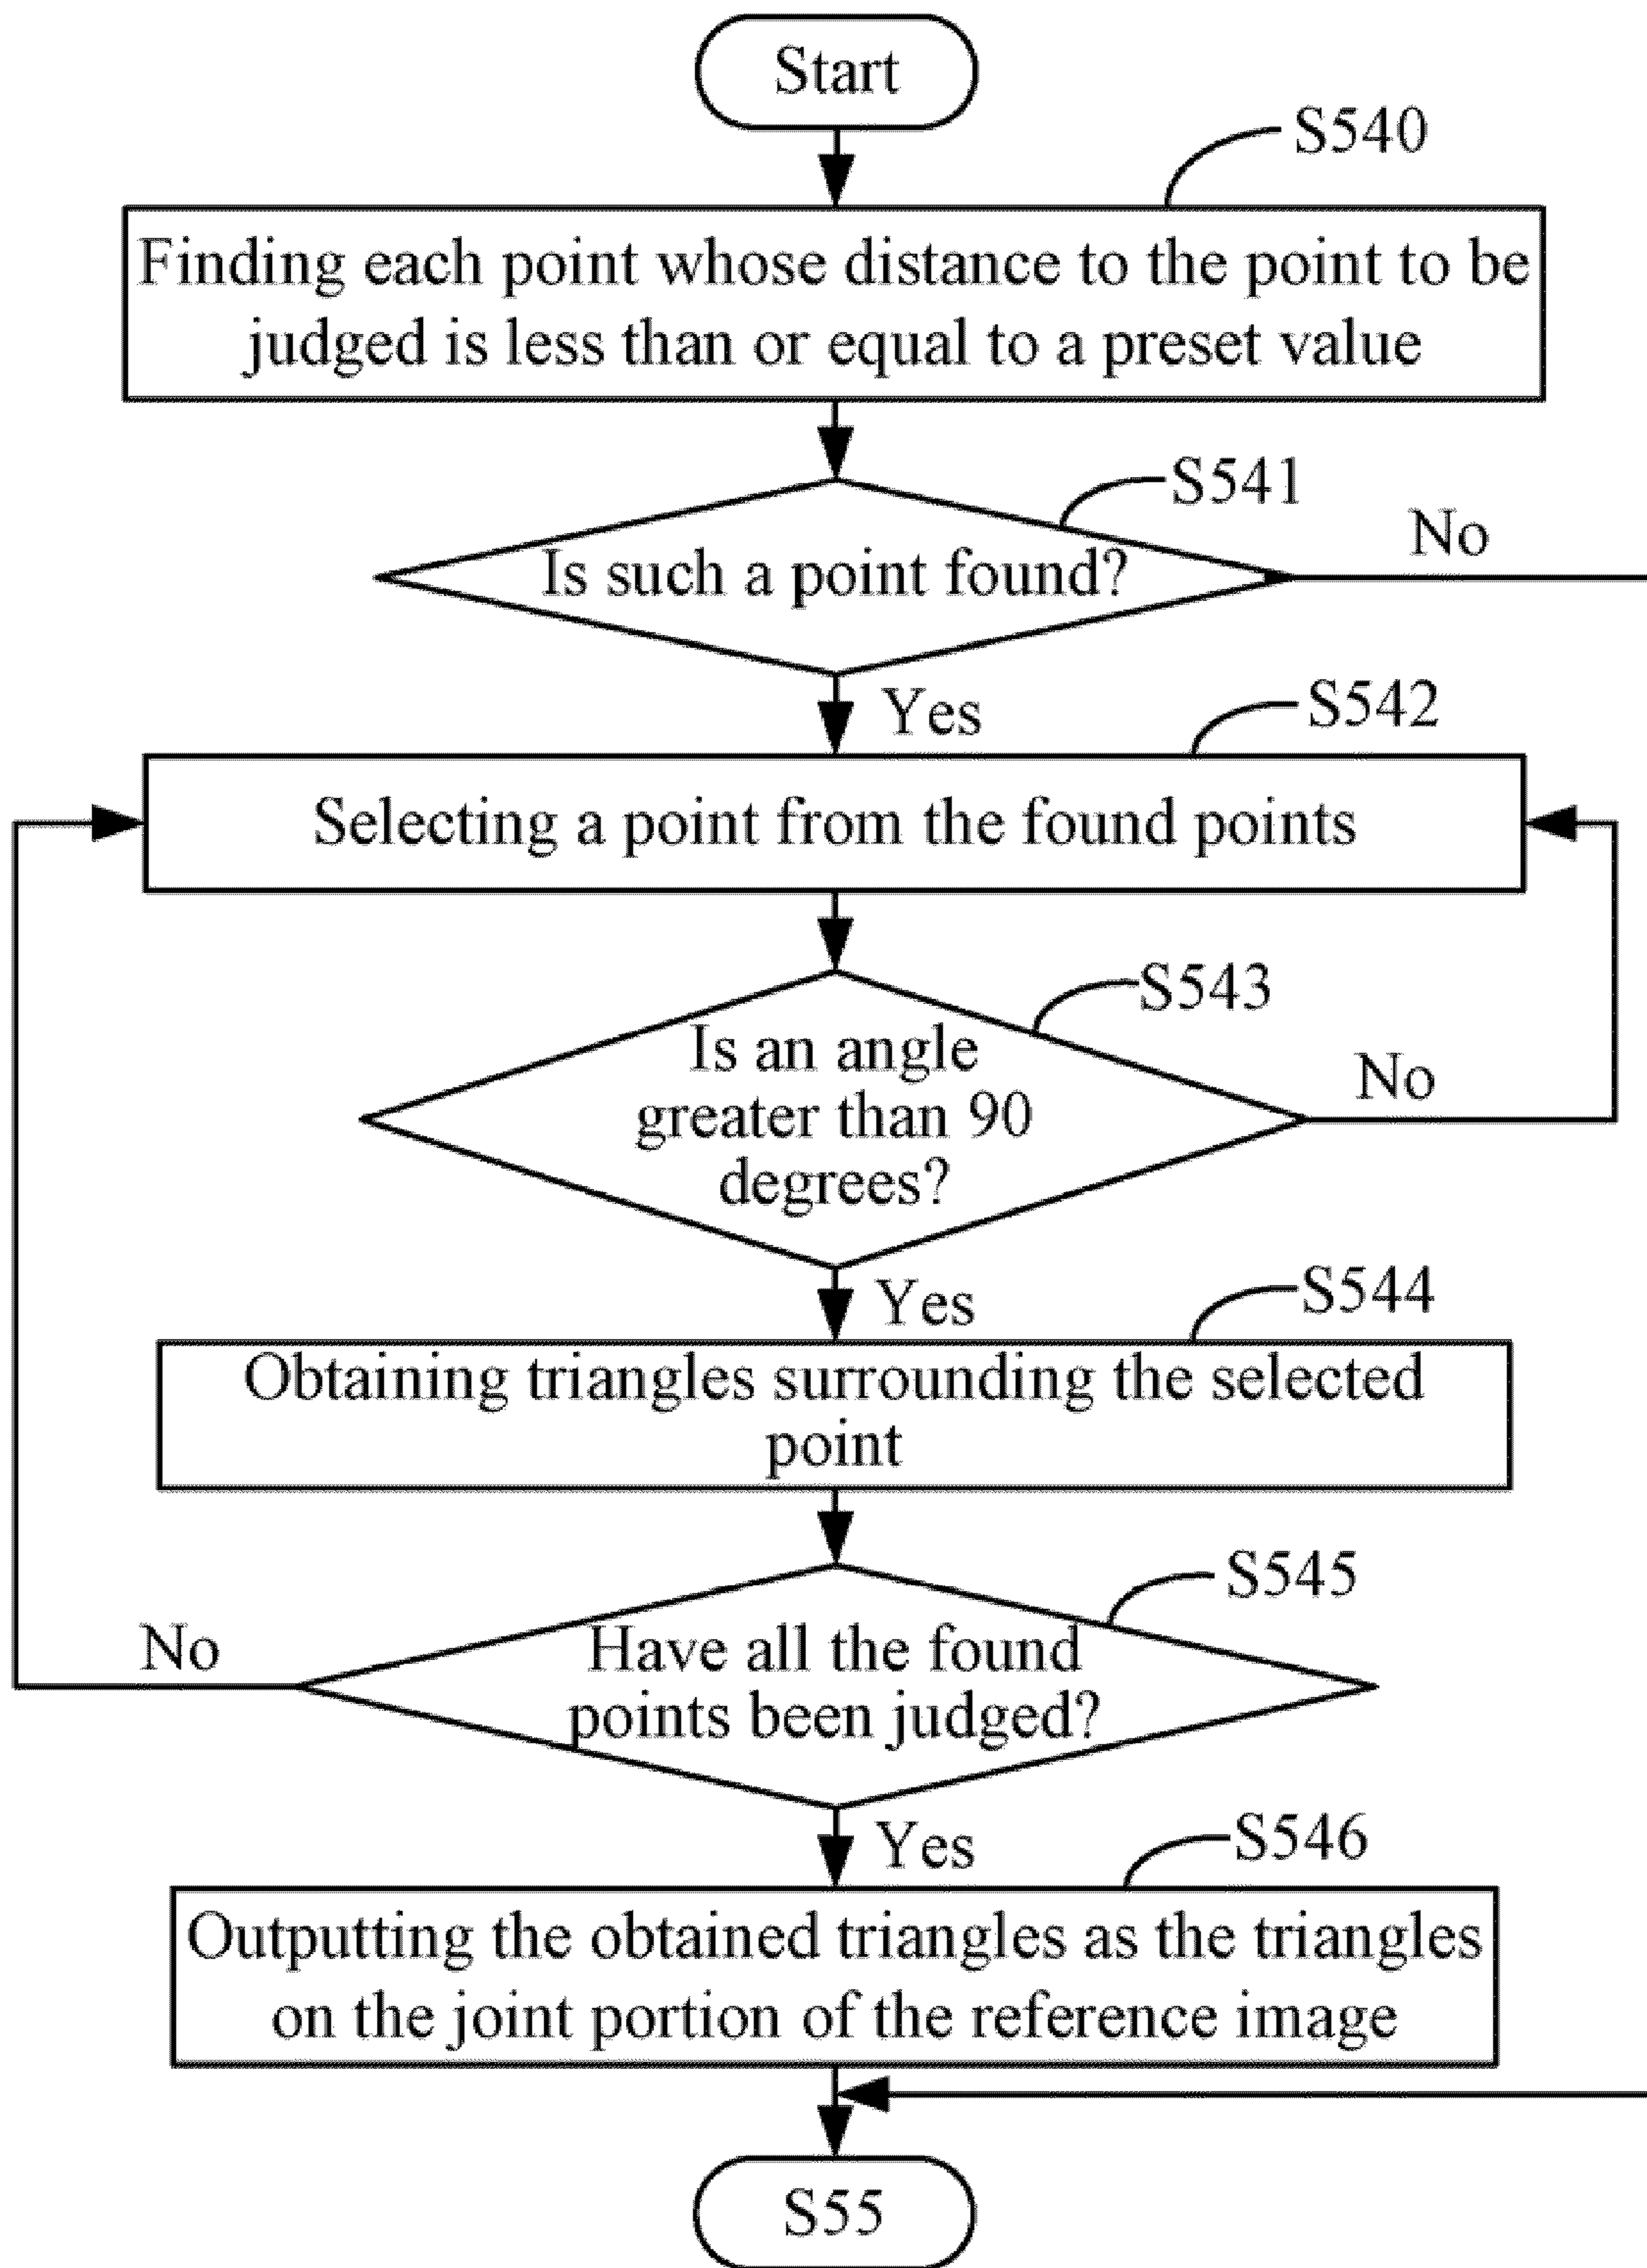 Start
S540
Finding each point whose distance to the point to be
judged is less than or equal to a preset value
S541
Is such a point found?
No
Yes
S542
Selecting a point from the found points
S543
Is an angle
greater than 90
degrees?
No
Yes
S544
Obtaining triangles surrounding the selected
point
S545
Have all the found
points been judged?
No
Yes
S546
Outputting the obtained triangles as the triangles
on the joint portion of the reference image
S55